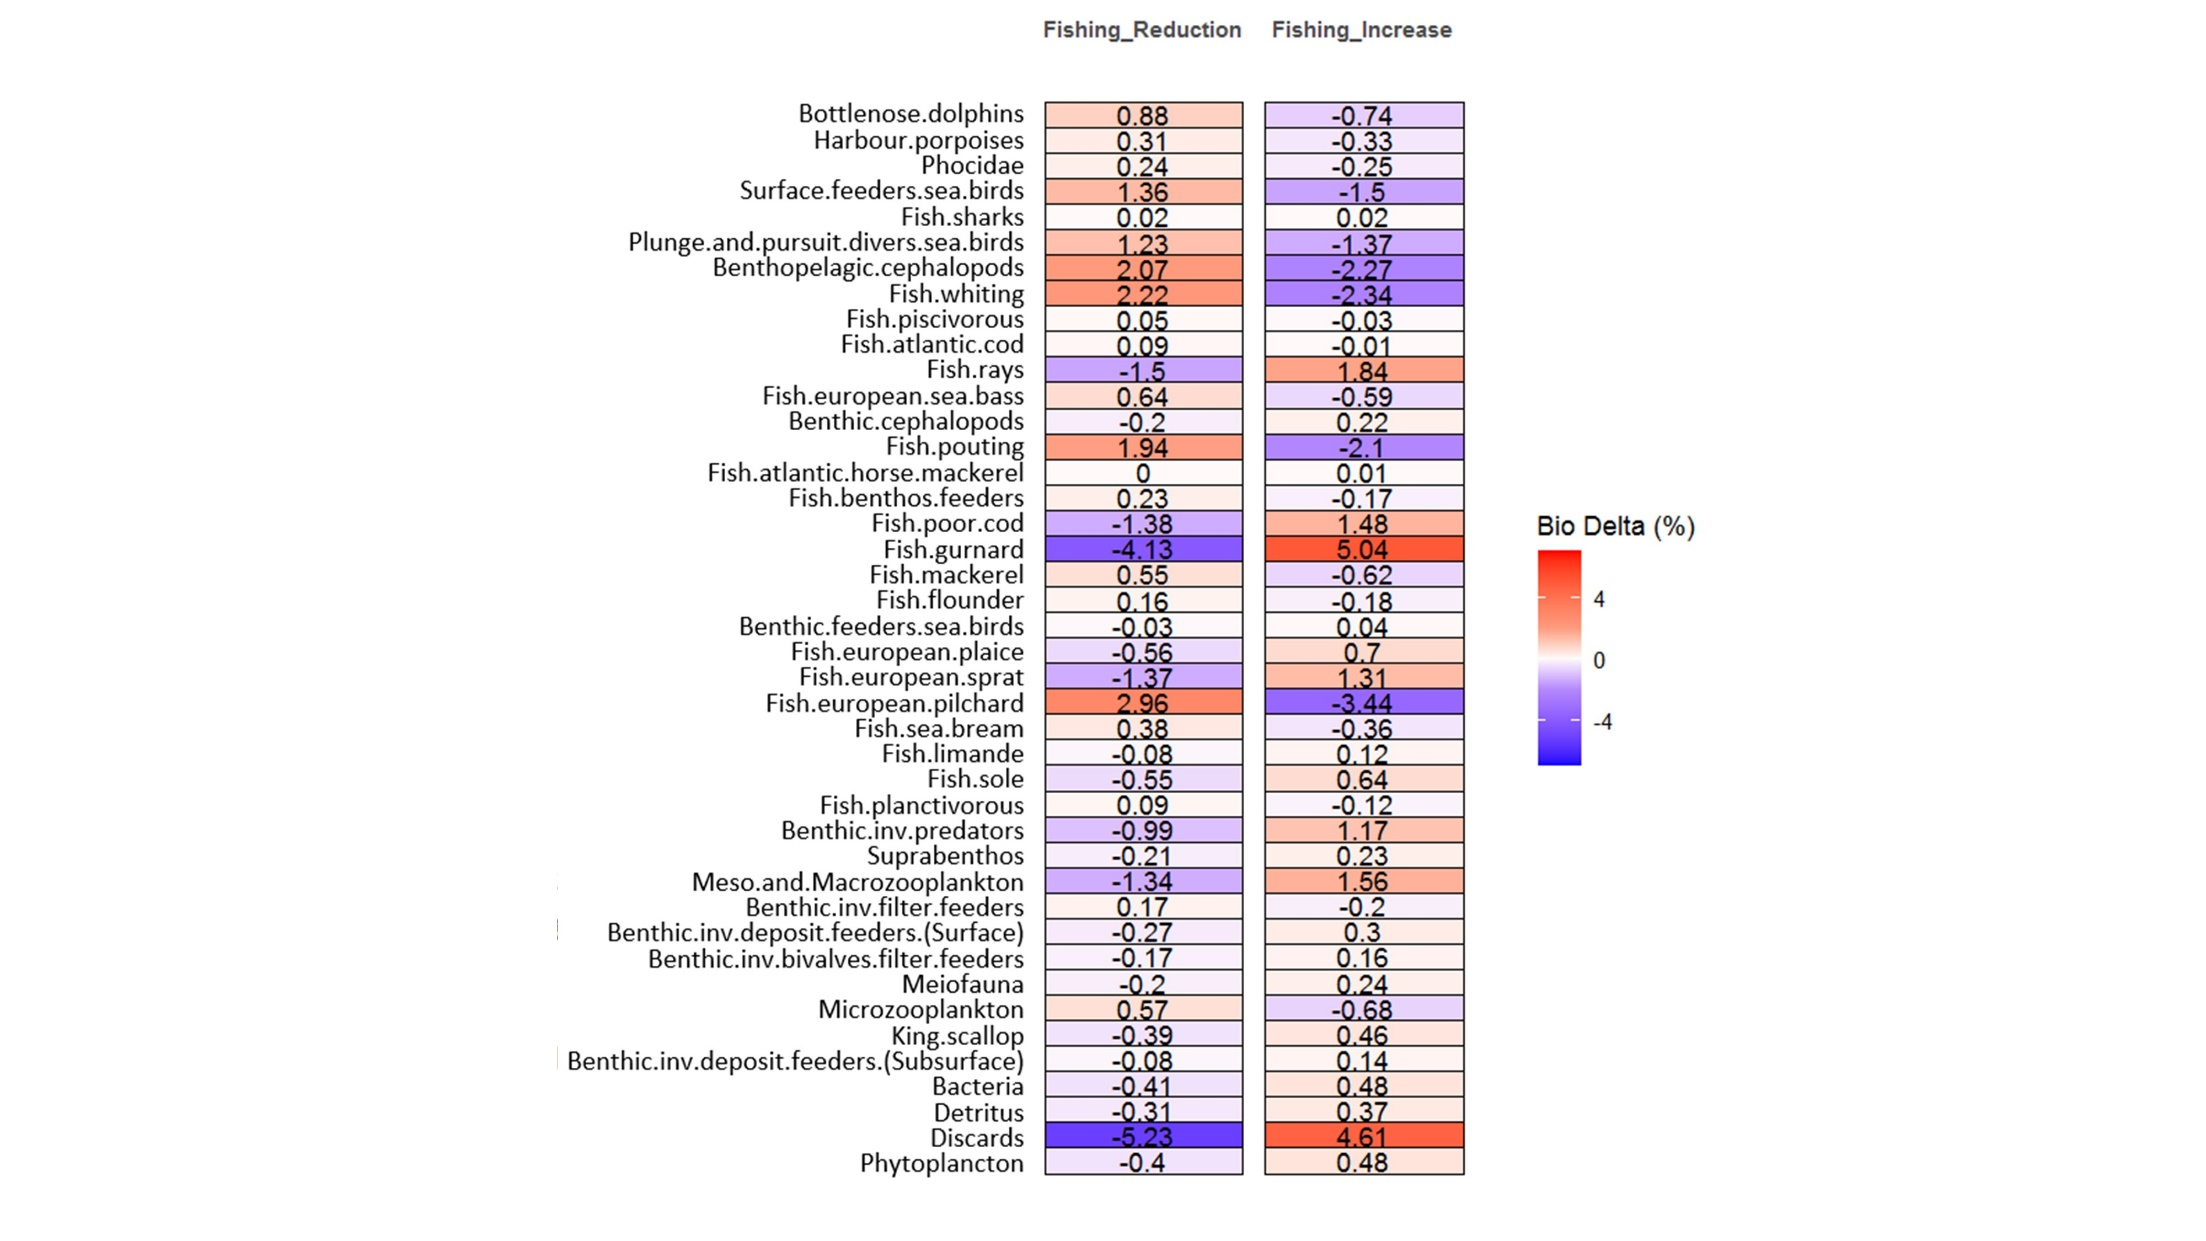 Fishing_Reduction Fishing_Increase
Bottlenose.dolphins 0.88 -0.74
Harbour.porpoises 0.31 -0.33
Phocidae 0.24 -0.25
Surface.feeders.sea.birds 1.36 -1.5
Fish.sharks 0.02 0.02
Plunge.and.pursuit.divers.sea.birds 1.23 -1.37
Benthopelagic.cephalopods 2.07 -2.27
Fish.whiting 2.22 -2.34
Fish.piscivorous 0.05 -0.03
Fish.atlantic.cod 0.09 -0.01
Fish.rays -1.5 1.84
Fish.european.sea.bass 0.64 -0.59
Benthic.cephalopods -0.2 0.22
Fish.pouting 1.94 -2.1
Fish.atlantic.horse.mackerel 0 0.01
Fish.benthos.feeders 0.23 -0.17
Fish.poor.cod -1.38 1.48
Fish.gurnard -4.13 5.04
Fish.mackerel 0.55 -0.62
Fish.flounder 0.16 -0.18
Benthic.feeders.sea.birds -0.03 0.04
Fish.european.plaice -0.56 0.7
Fish.european.sprat -1.37 1.31
Fish.european.pilchard 2.96 -3.44
Fish.sea.bream 0.38 -0.36
Fish.limande -0.08 0.12
Fish.sole -0.55 0.64
Fish.planctivorous 0.09 -0.12
Benthic.inv.predators -0.99 1.17
Suprabenthos -0.21 0.23
Meso.and.Macrozooplankton -1.34 1.56
Benthic.inv.filter.feeders 0.17 -0.2
Benthic.inv.deposit.feeders.(Surface) -0.27 0.3
Benthic.inv.bivalves.filter.feeders -0.17 0.16
Meiofauna -0.2 0.24
Microzooplankton 0.57 -0.68
King.scallop -0.39 0.46
Benthic.inv.deposit.feeders.(Subsurface) -0.08 0.14
Bacteria -0.41 0.48
Detritus -0.31 0.37
Discards -5.23 4.61
Phytoplancton -0.4 0.48
Bio Delta (%)
4
0
-4